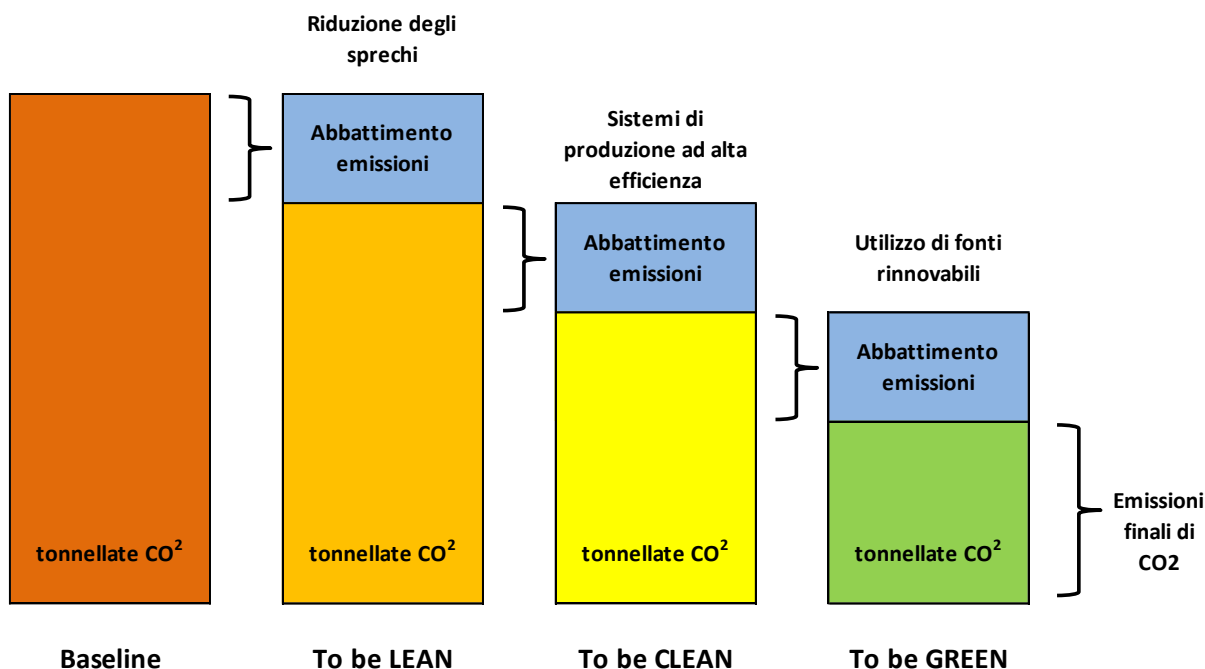 Riduzione degli
sprechi
Abbattimento
emissioni
Sistemi di
produzione ad alta
efficienza
Abbattimento
emissioni
Utilizzo di fonti
rinnovabili
Abbattimento
emissioni
tonnellate CO²
tonnellate CO²
tonnellate CO²
tonnellate CO²
Emissioni
finali di
CO2
Baseline
To be LEAN
To be CLEAN
To be GREEN